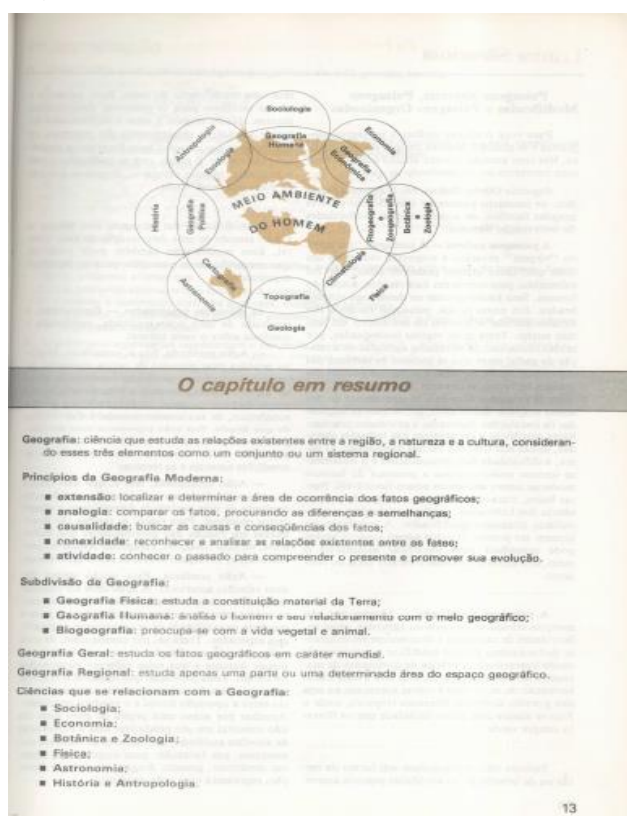 Sociologia
Antropologia
Economia
Geografia
Humana
Etnologia
Geografia
Econômica
MEIO AMBIENTE
DO HOMEM
História
Geografia
Política
Fitogeografia
e
Zoogeografia
Botânica
e
Zoologia
Cartografia
Astronomia
Climatologia
Física
Topografia
Geologia
O capítulo em resumo
Geografia: ciência que estuda as relações existentes entre a região, a natureza e a cultura, consideran-
do esses três elementos como um conjunto ou um sistema regional.
Princípios da Geografia Moderna:
■ extensão: localizar e determinar a área de ocorrência dos fatos geográficos;
■ analogia: comparar os fatos, procurando as diferenças e semelhanças;
■ causalidade: buscar as causas e conseqüências dos fatos;
■ conexidade: reconhecer e analisar as relações existentes entre os fatos;
■ atividade: conhecer o passado para compreender o presente e promover sua evolução.
Subdivisão da Geografia:
■ Geografia Física: estuda a constituição material da Terra;
■ Geografia Humana: analisa o homem e seu relacionamento com o meio geográfico;
■ Biogeografia: preocupa-se com a vida vegetal e animal.
Geografia Geral: estuda os fatos geográficos em caráter mundial.
Geografia Regional: estuda apenas uma parte ou uma determinada área do espaço geográfico.
Ciências que se relacionam com a Geografia:
■ Sociologia;
■ Economia;
■ Botânica e Zoologia;
■ Física;
■ Astronomia;
■ História e Antropologia.
13